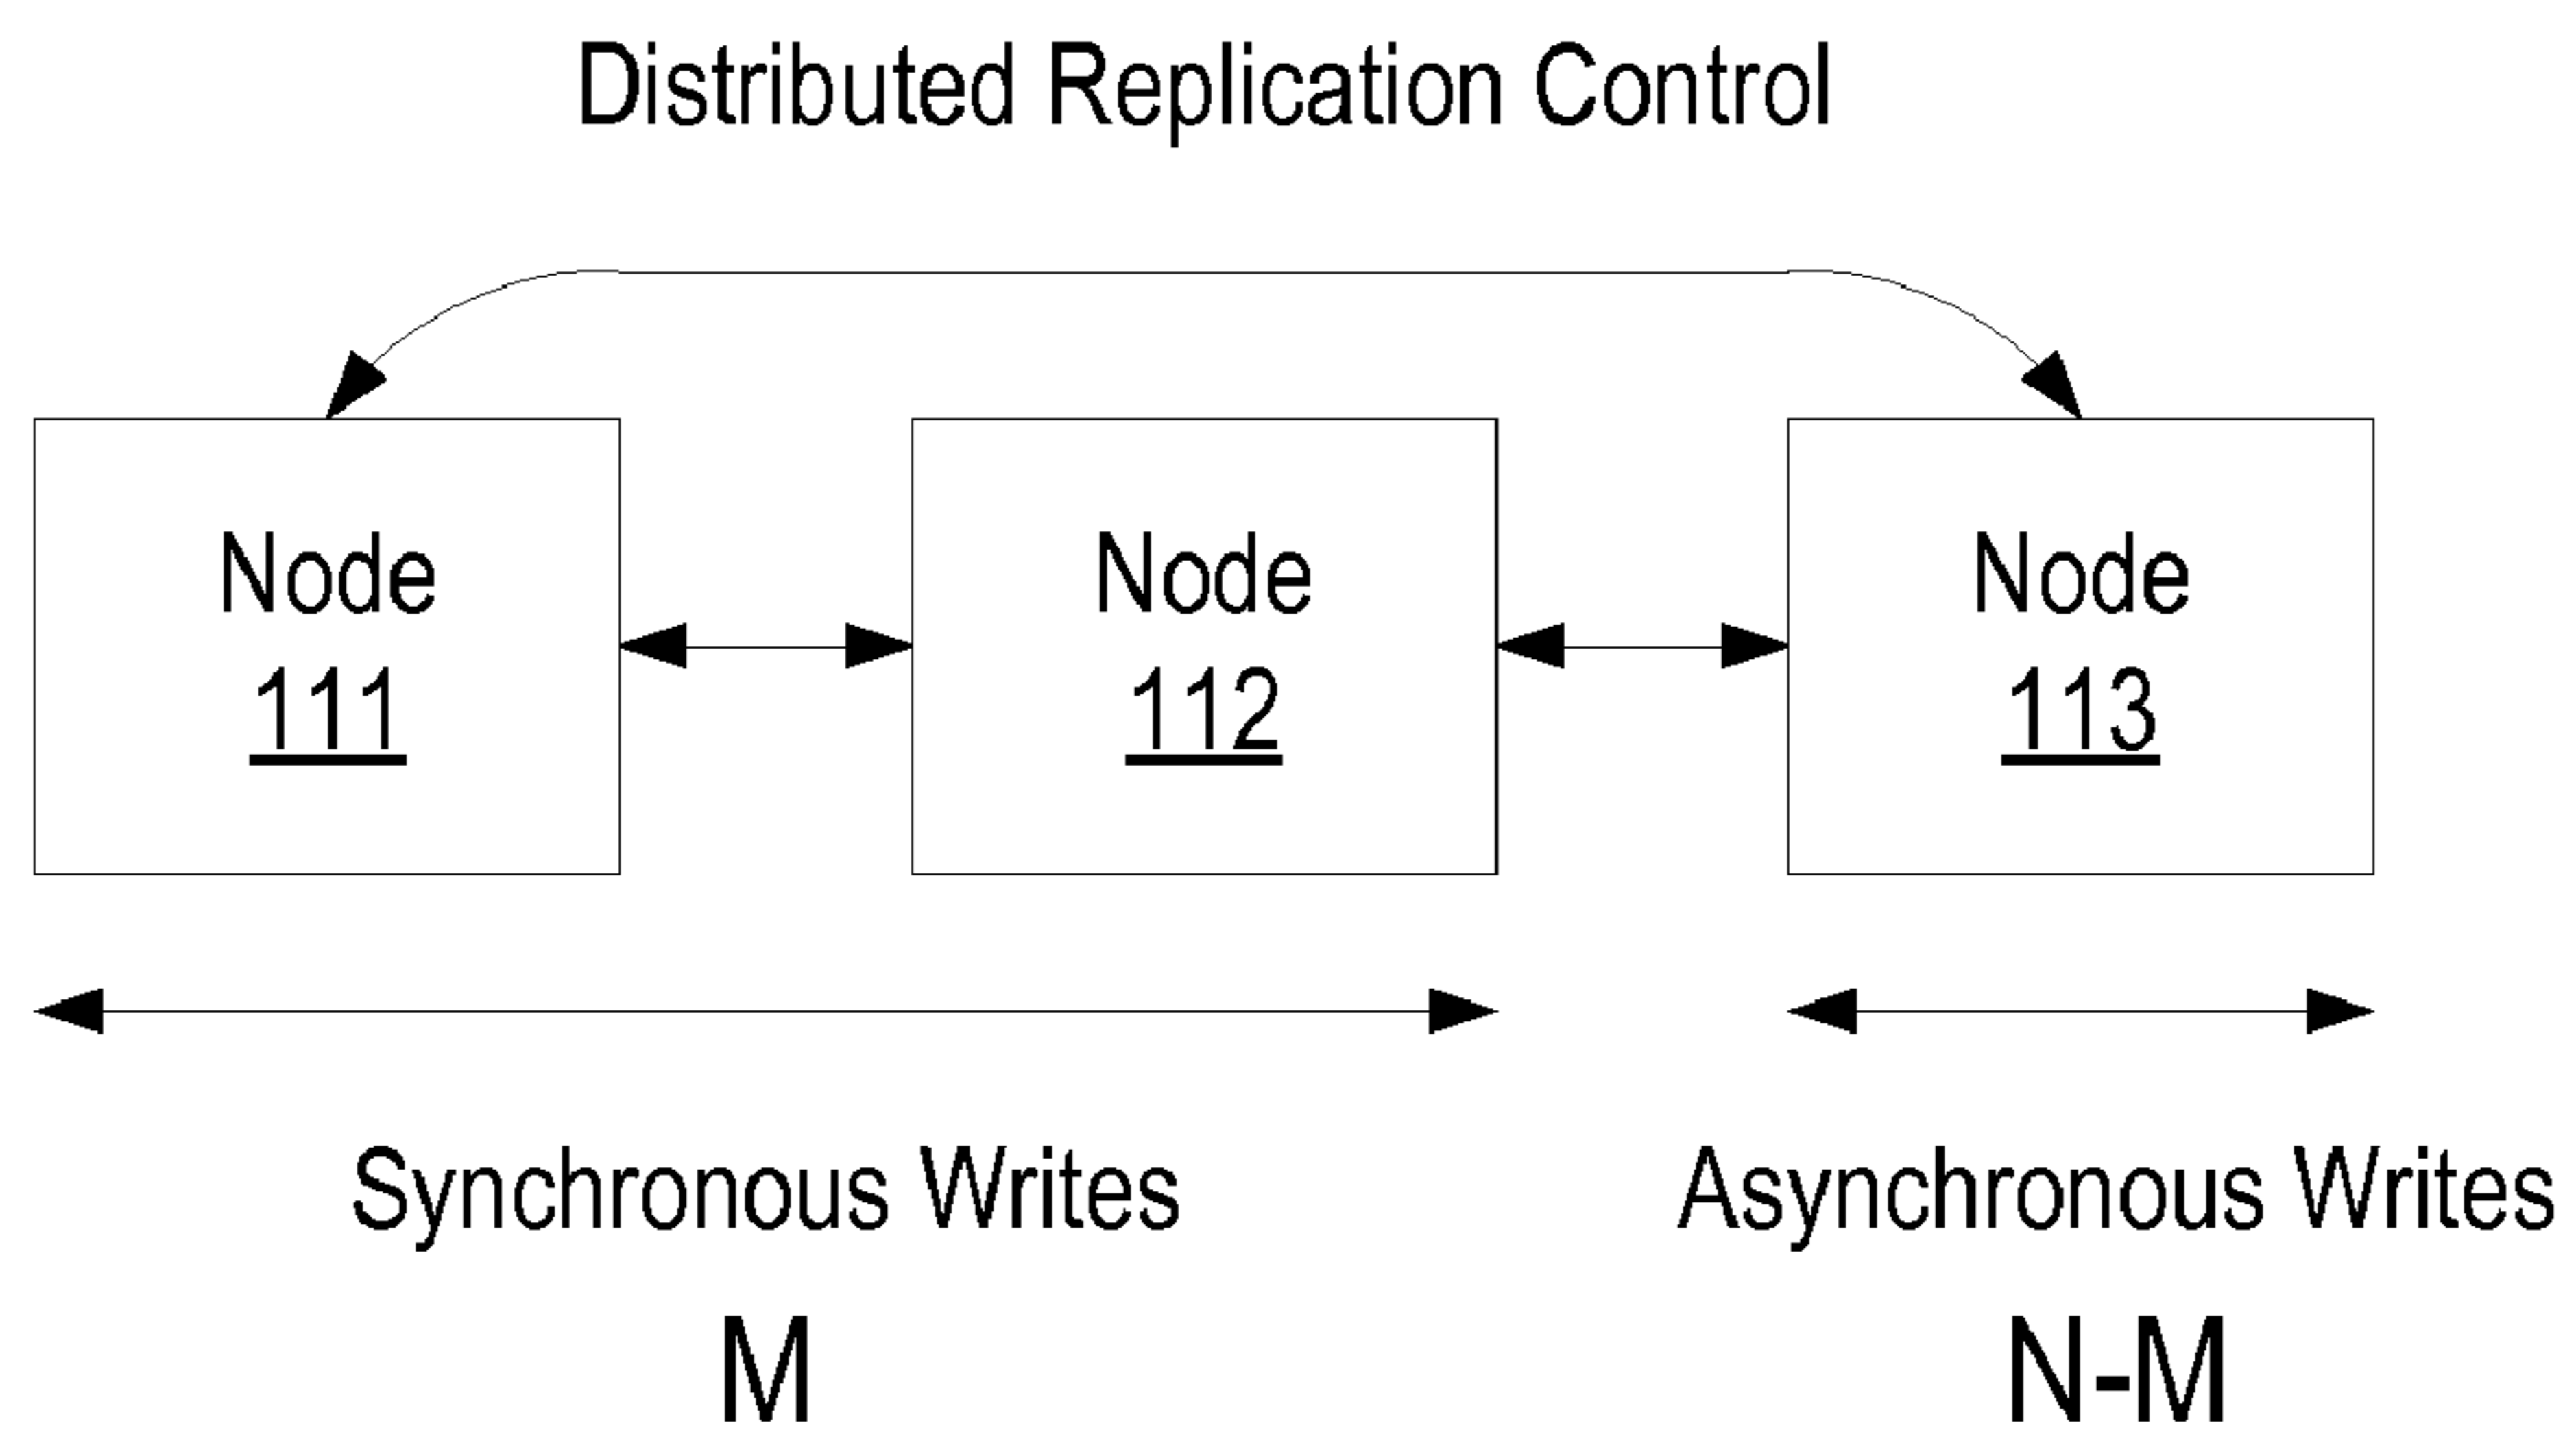 Distributed Replication Control
Node
111
Node
112
Node
113
Synchronous Writes
M
Asynchronous Writes
N-M